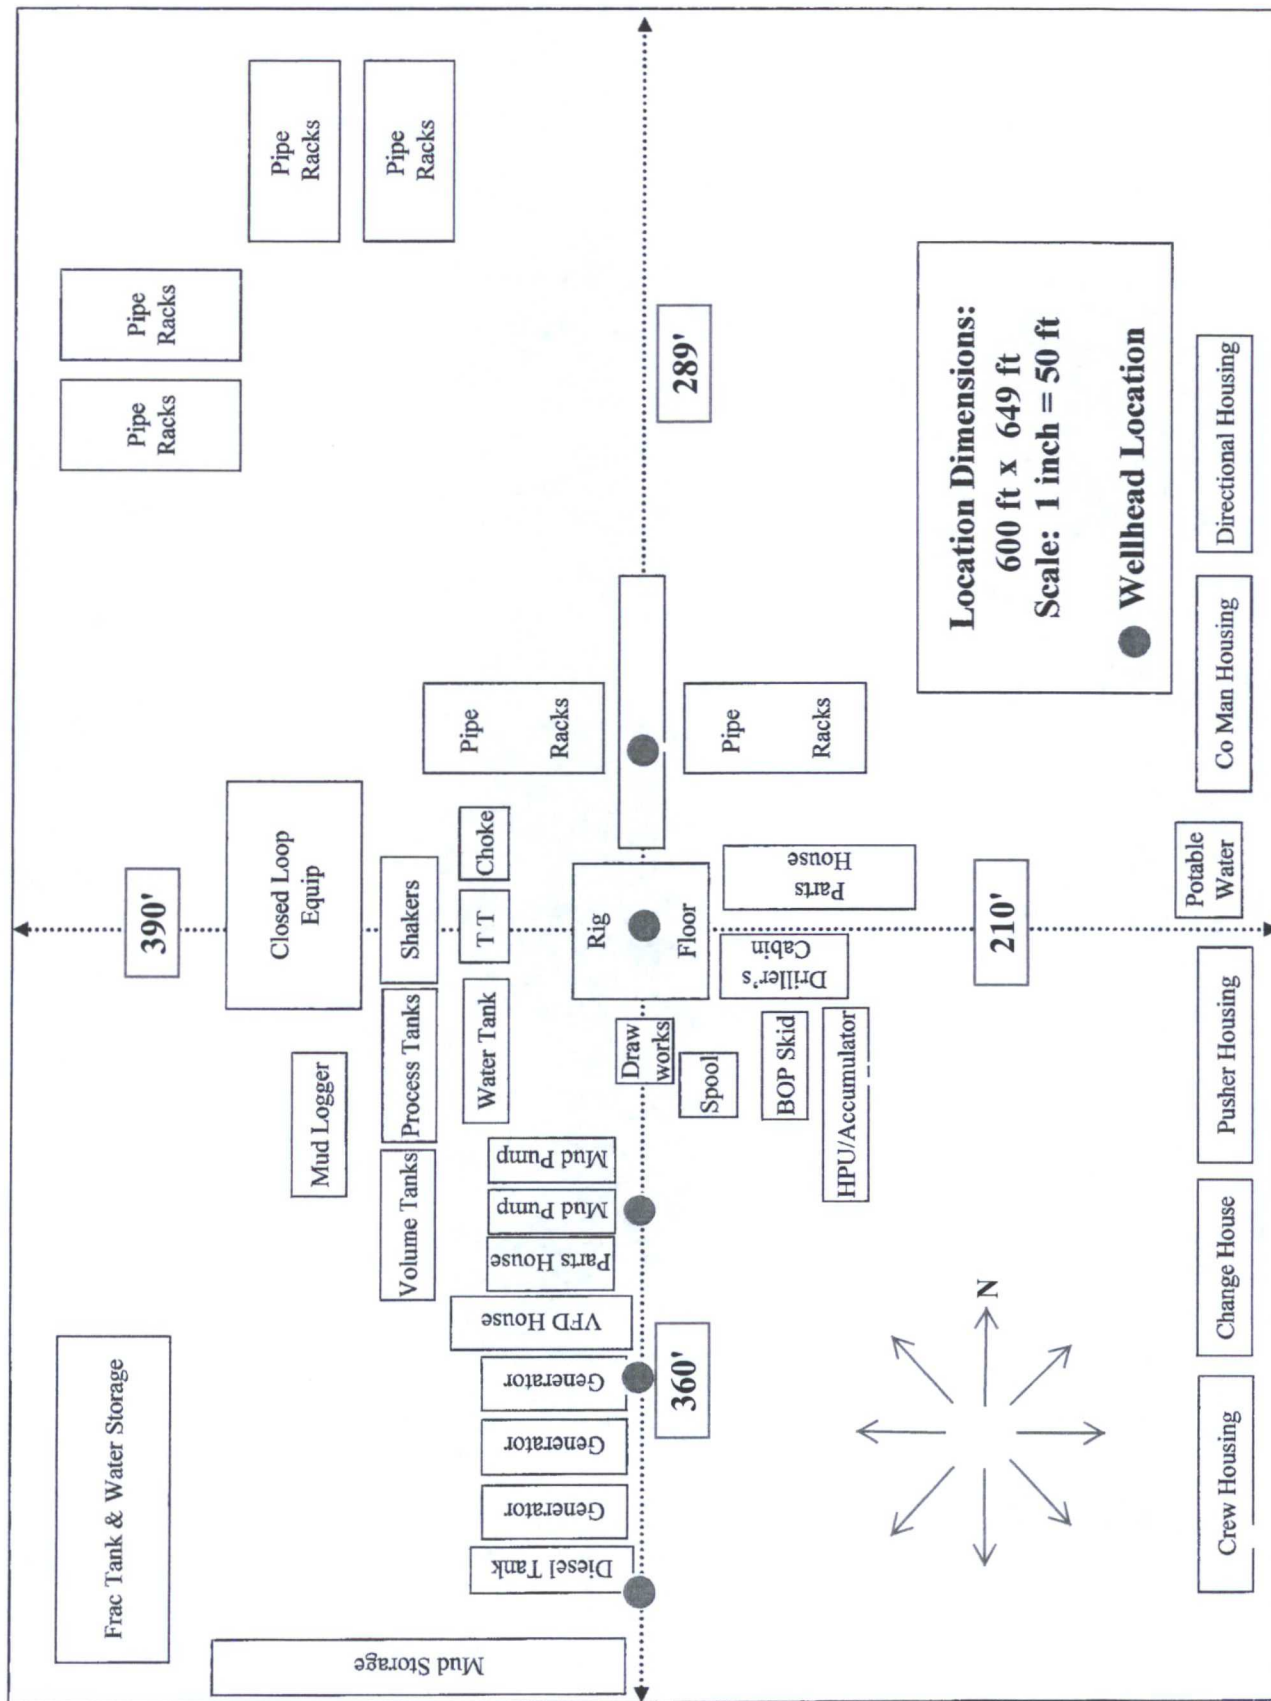 Frac Tank & Water Storage
Pipe
Racks
Pipe
Racks
Pipe
Racks
Pipe
Racks
390'
Closed Loop
Equip
Mud Logger
Volume Tanks
Process Tanks
Shakers
Water Tank
T T
Choke
Pipe
Racks
Mud Storage
Diesel Tank
Generator
Generator
Generator
VFD House
Parts House
Mud Pump
Mud Pump
Draw
works
Rig
Floor
360'
289'
Spool
BOP Skid
HPU/Accumulator
Driller's
Cabin
Parts
House
Pipe
Racks
N
210'
Location Dimensions:
600 ft x 649 ft
Scale: 1 inch = 50 ft
Wellhead Location
Crew Housing
Change House
Pusher Housing
Potable
Water
Co Man Housing
Directional Housing